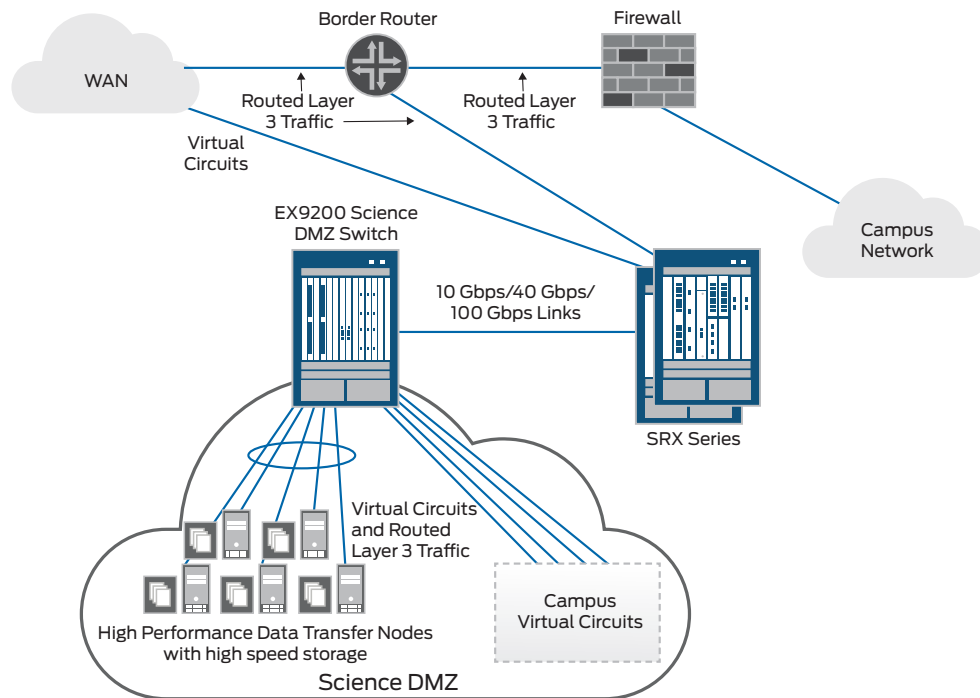 Border Router
Firewall
WAN
Routed Layer
3 Traffic
Routed Layer
3 Traffic
Virtual
Circuits
Campus
Network
EX9200 Science
DMZ Switch
10 Gbps/40 Gbps/
100 Gbps Links
SRX Series
Virtual Circuits
and Routed
Layer 3 Traffic
Campus
Virtual Circuits
High Performance Data Transfer Nodes
with high speed storage
Science DMZ